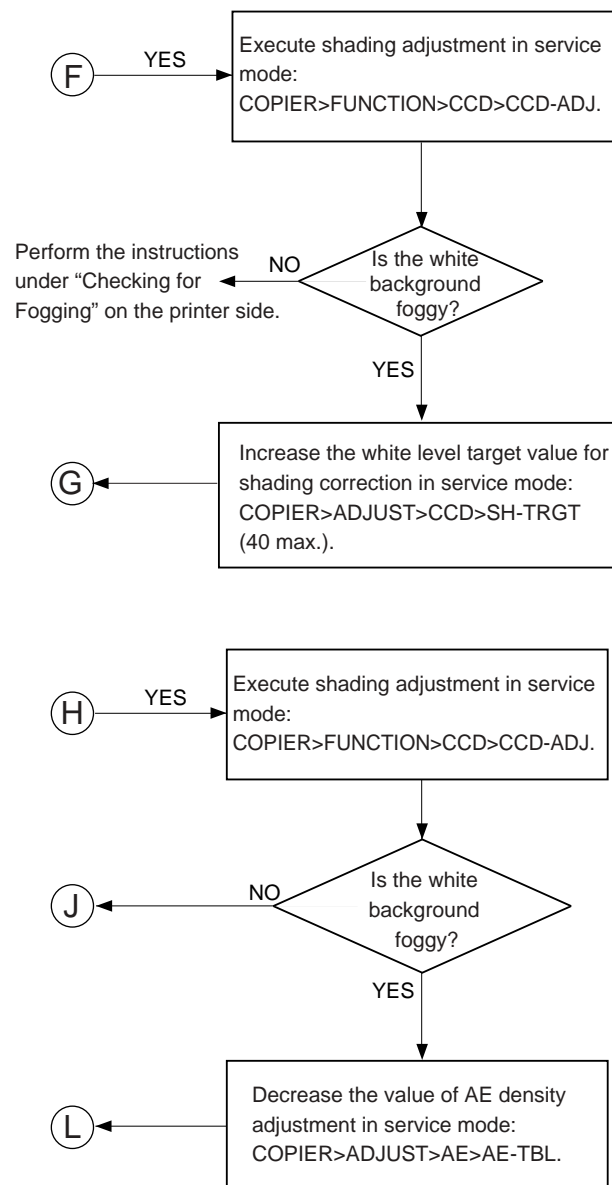 F
YES
Execute shading adjustment in service
mode:
COPIER>FUNCTION>CCD>CCD-ADJ.
Is the white
background
foggy?
NO
Perform the instructions
under “Checking for
Fogging” on the printer side.
YES
Increase the white level target value for
shading correction in service mode:
COPIER>ADJUST>CCD>SH-TRGT
(40 max.).
G
H
YES
Execute shading adjustment in service
mode:
COPIER>FUNCTION>CCD>CCD-ADJ.
Is the white
background
foggy?
NO
J
YES
Decrease the value of AE density
adjustment in service mode:
COPIER>ADJUST>AE>AE-TBL.
L